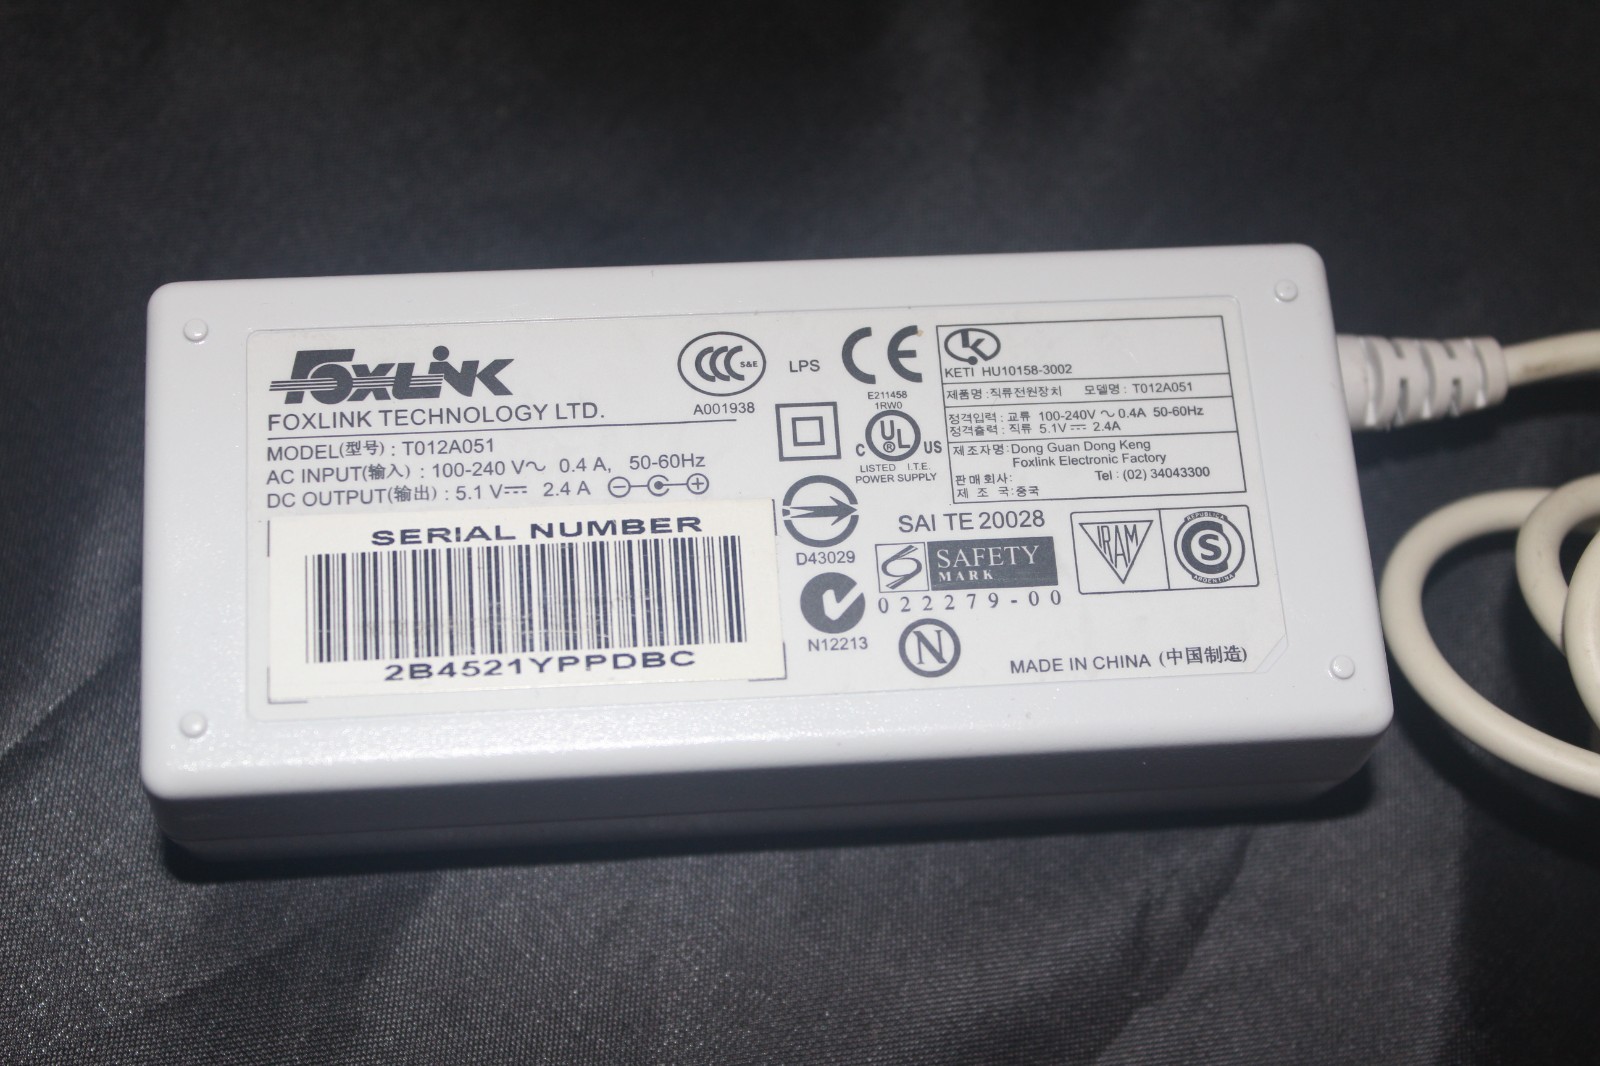 FOXLINK
FOXLINK TECHNOLOGY LTD.
MODEL(型号) : T012A051
AC INPUT(输入) : 100-240 V～ 0.4 A, 50-60Hz
DC OUTPUT(输出) : 5.1 V⎓ 2.4 A
SERIAL NUMBER
2B4521YPPDBC
CCC S&E
A001938
LPS
CE
E211458
1RW0
C UL ® US
LISTED I.T.E.
POWER SUPPLY
D43029
N12213
K
KETI HU10158-3002
제품명 : 직류전원장치 모델명 : T012A051
정격입력 : 교류 100-240V ～ 0.4A 50-60Hz
정격출력 : 직류 5.1V ⎓ 2.4A
제조자명 : Dong Guan Dong Keng
Foxlink Electronic Factory
판매회사: Tel : (02) 34043300
제 조 국:중국
SAI TE 20028
SAFETY
MARK
022279-00
N
IRAM
REPUBLICA
S
ARGENTINA
MADE IN CHINA (中国制造)